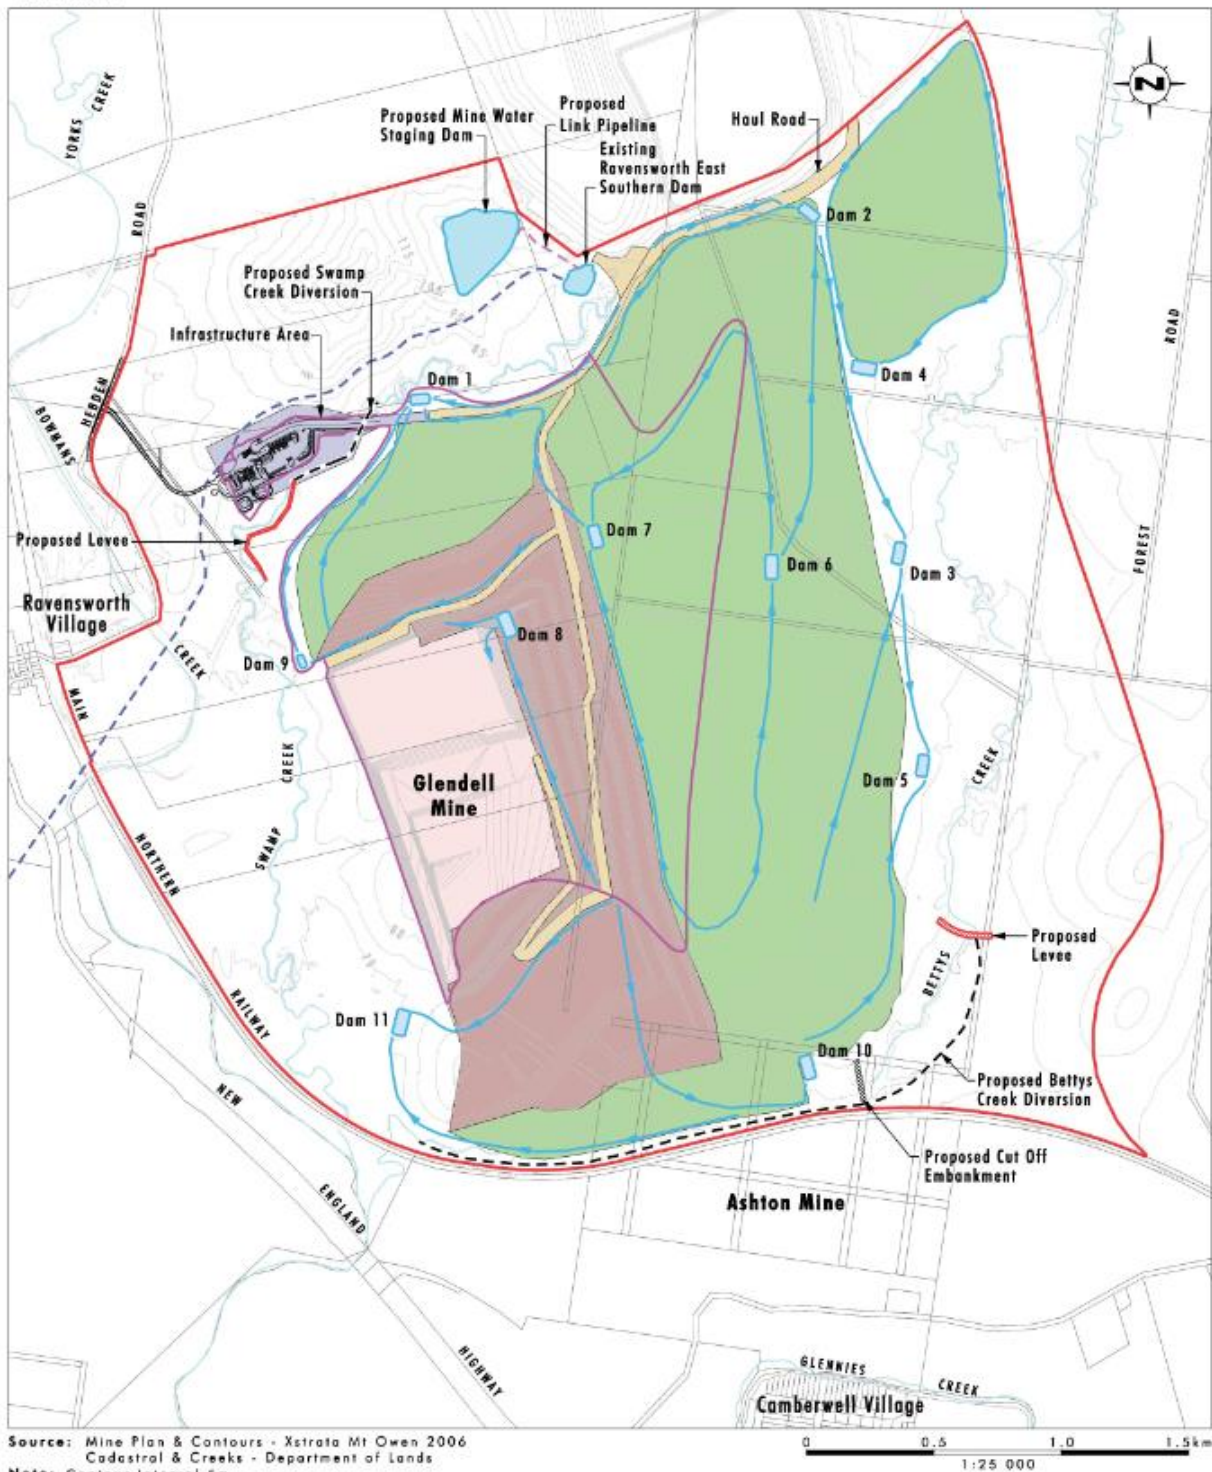 YORKS
CREEK
ROAD
Proposed Mine Water
Staging Dam
Proposed
Link Pipeline
Existing
Ravensworth East
Southern Dam
Haul Road
Dam 2
N
Proposed Swamp
Creek Diversion
Infrastructure Area
Dam 1
Dam 4
ROAD
HEBDEN
BOWMANS
Proposed Levee
Dam 7
Dam 6
Dam 3
FOREST
Ravensworth
Village
CREEK
Dam 9
Dam 8
MAIN
CREEK
SWAMP
Glendell
Mine
Dam 5
CREEK
NORTHERN
Proposed
Levee
BETTYS
RAILWAY
Dam 11
Dam 10
Proposed Bettys
Creek Diversion
NEW
Proposed Cut Off
Embankment
ENGLAND
Ashton Mine
HIGHWAY
GLENNIES
CREEK
Camberwell Village
Source: Mine Plan & Contours - Xstrata Mt Owen 2006
Cadastral & Creeks - Department of Lands
0 0.5 1.0 1.5km
1:25 000